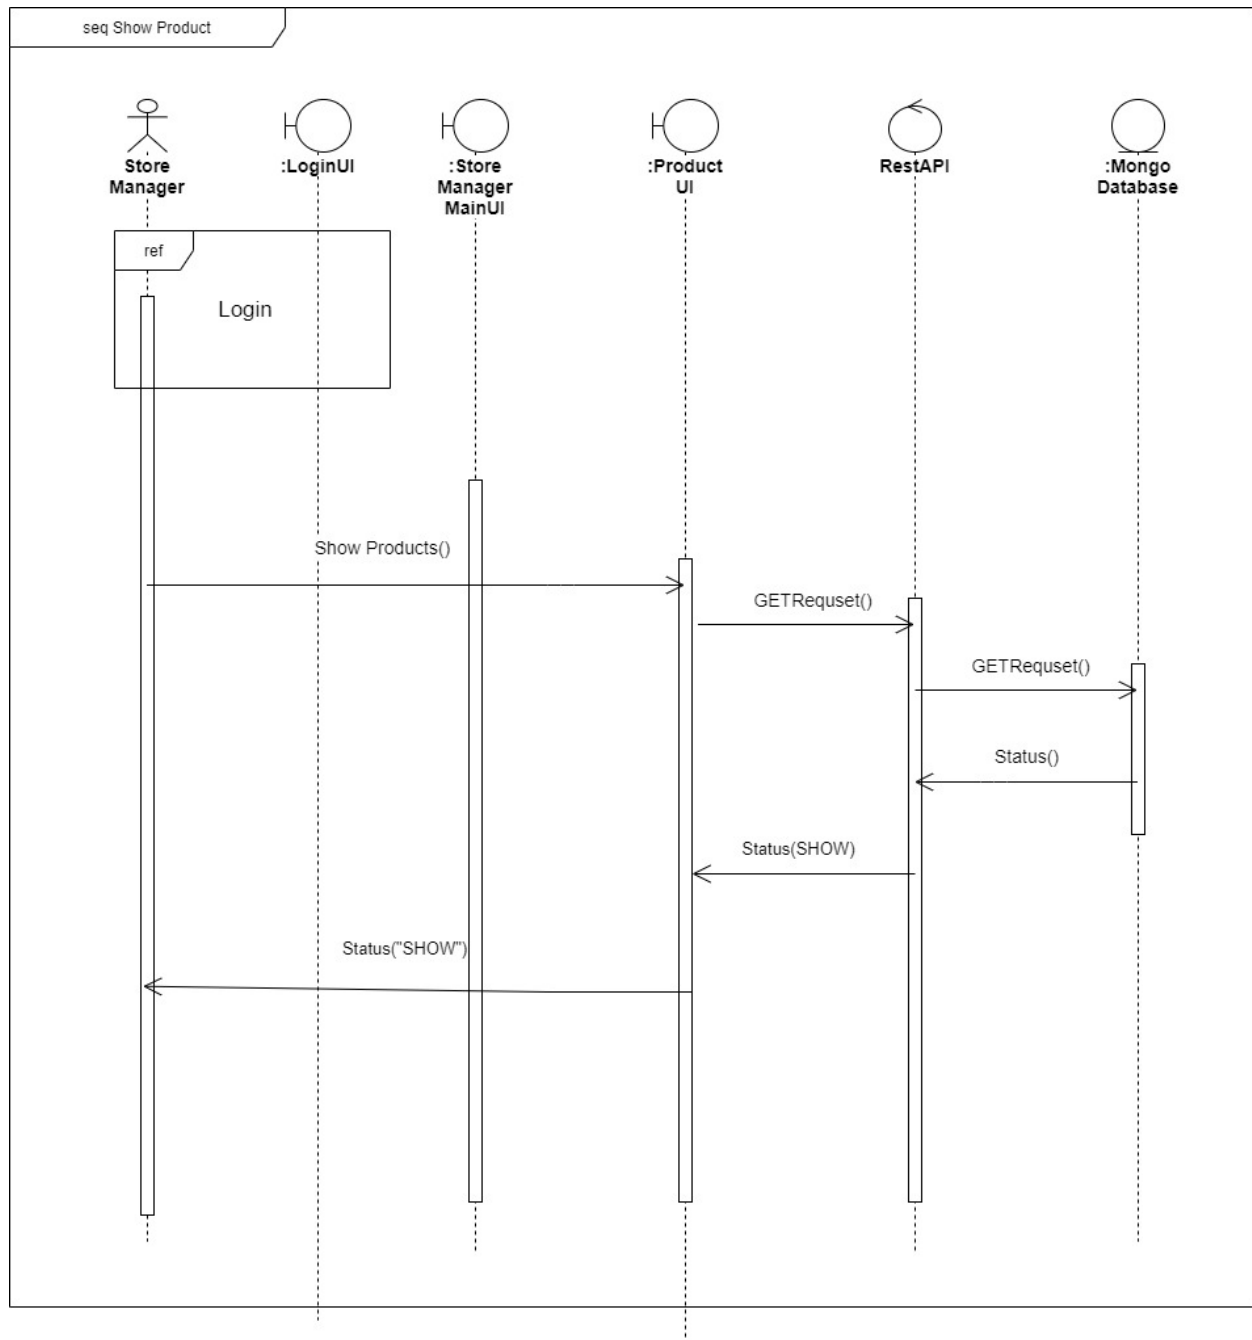 seq Show Product
Store
Manager
:LoginUI
:Store
Manager
MainUI
:Product
UI
RestAPI
:Mongo
Database
ref
Login
Show Products()
GETRequset()
GETRequset()
Status()
Status(SHOW)
Status("SHOW")